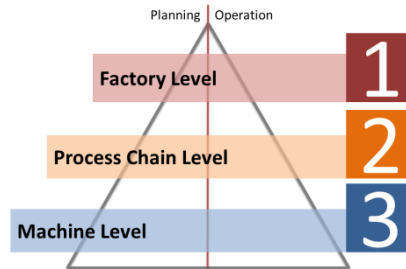 Planning Operation
Factory Level 1
Process Chain Level 2
Machine Level 3